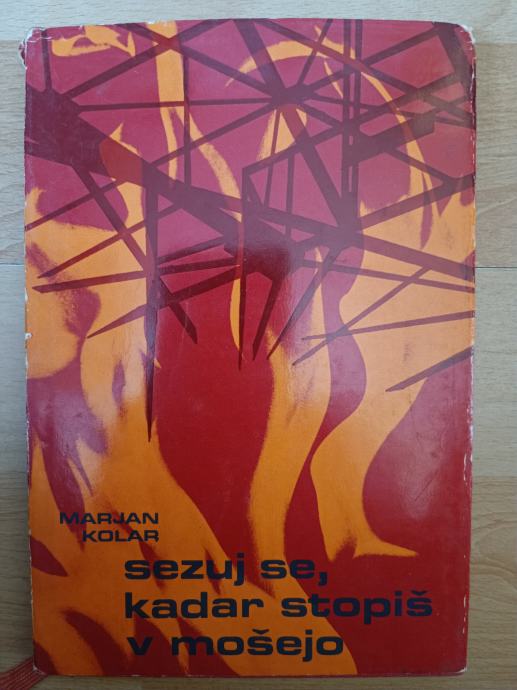 MARJAN
KOLAR
sezuj se,
kadar stopiš
v mošejo